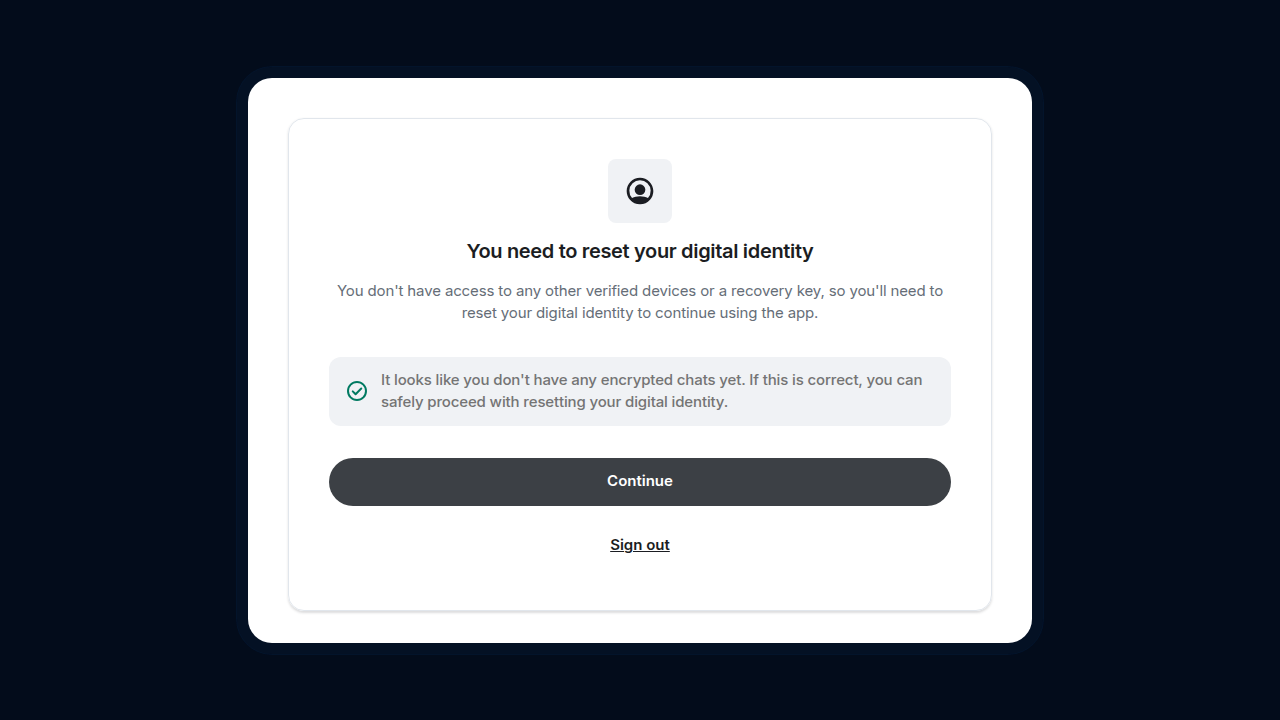 You need to reset your digital identity
You don't have access to any other verified devices or a recovery key, so you'll need to
reset your digital identity to continue using the app.
It looks like you don't have any encrypted chats yet. If this is correct, you can
safely proceed with resetting your digital identity.
Continue
Sign out